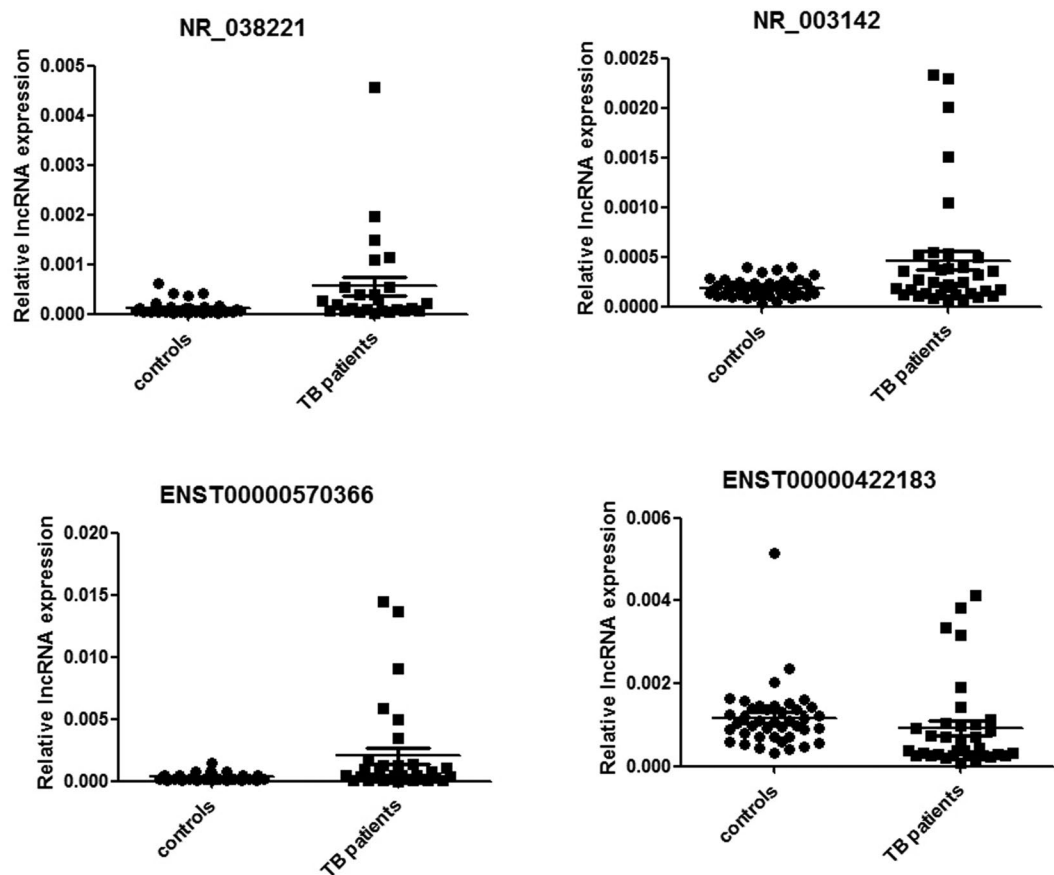 NR_038221
Relative lncRNA expression
0.005
0.004
0.003
0.002
0.001
0.000
controls
TB patients
NR_003142
Relative lncRNA expression
0.0025
0.0020
0.0015
0.0010
0.0005
0.0000
controls
TB patients
ENST00000570366
Relative lncRNA expression
0.020
0.015
0.010
0.005
0.000
controls
TB patients
ENST00000422183
Relative lncRNA expression
0.006
0.004
0.002
0.000
controls
TB patients